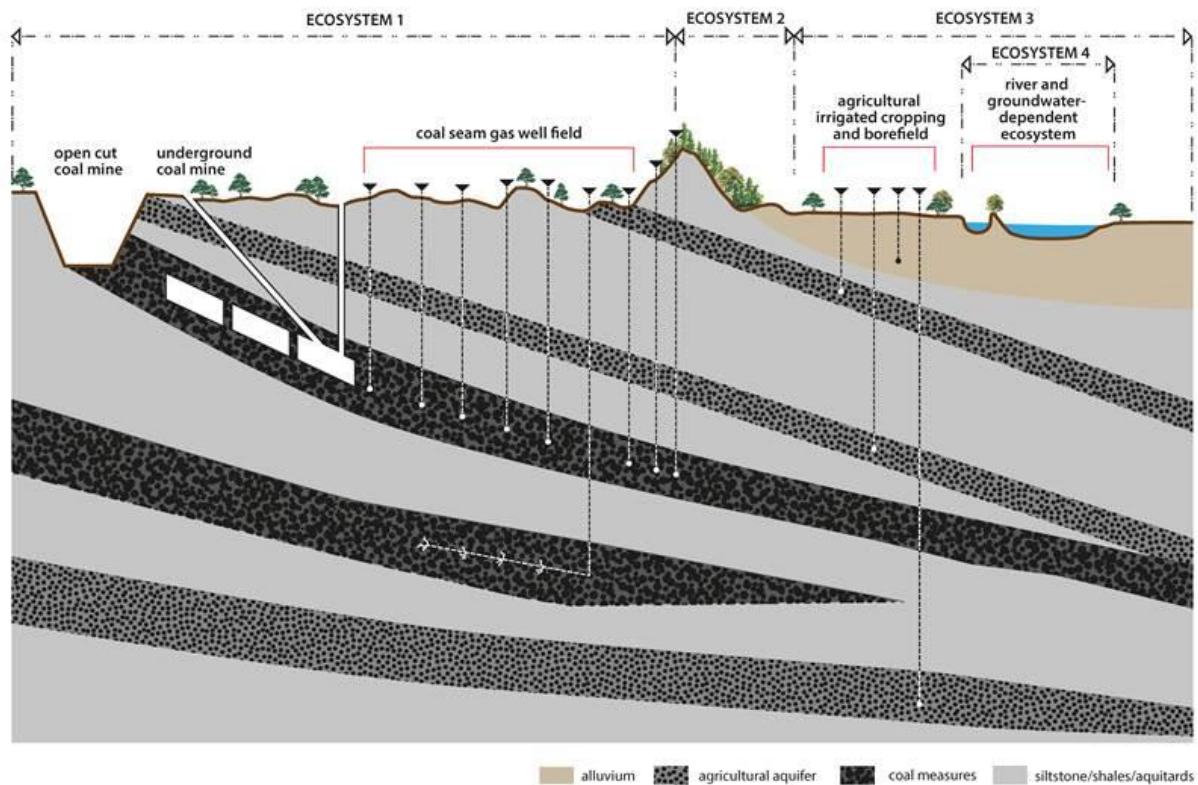 ECOSYSTEM 1
ECOSYSTEM 2
ECOSYSTEM 3
ECOSYSTEM 4
river and
groundwater-
dependent
ecosystem
agricultural
irrigated cropping
and borefield
coal seam gas well field
open cut
coal mine
underground
coal mine
alluvium
agricultural aquifer
coal measures
siltstone/shales/aquitards